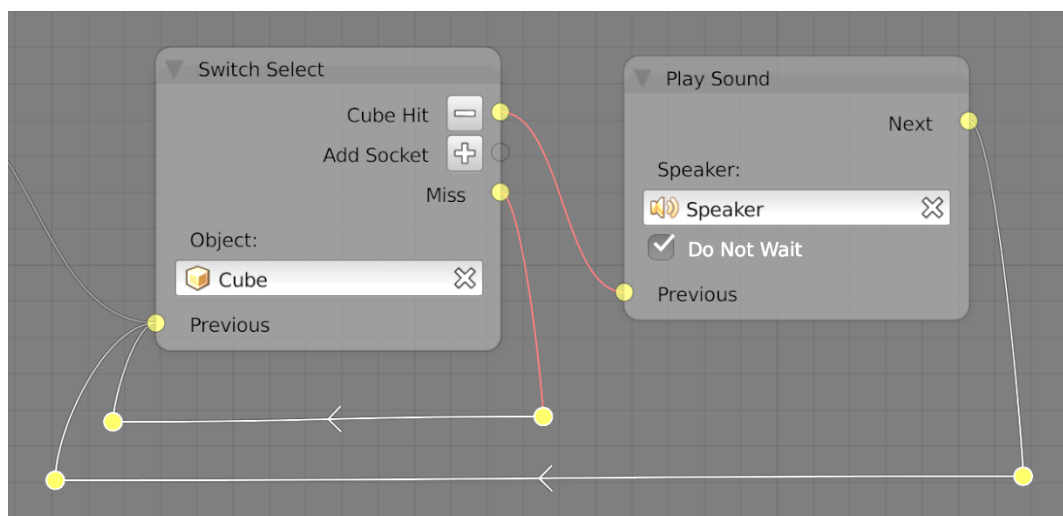 Switch Select
Cube Hit
Add Socket
Miss
Object:
Cube
Previous
Play Sound
Next
Speaker:
Speaker
Do Not Wait
Previous